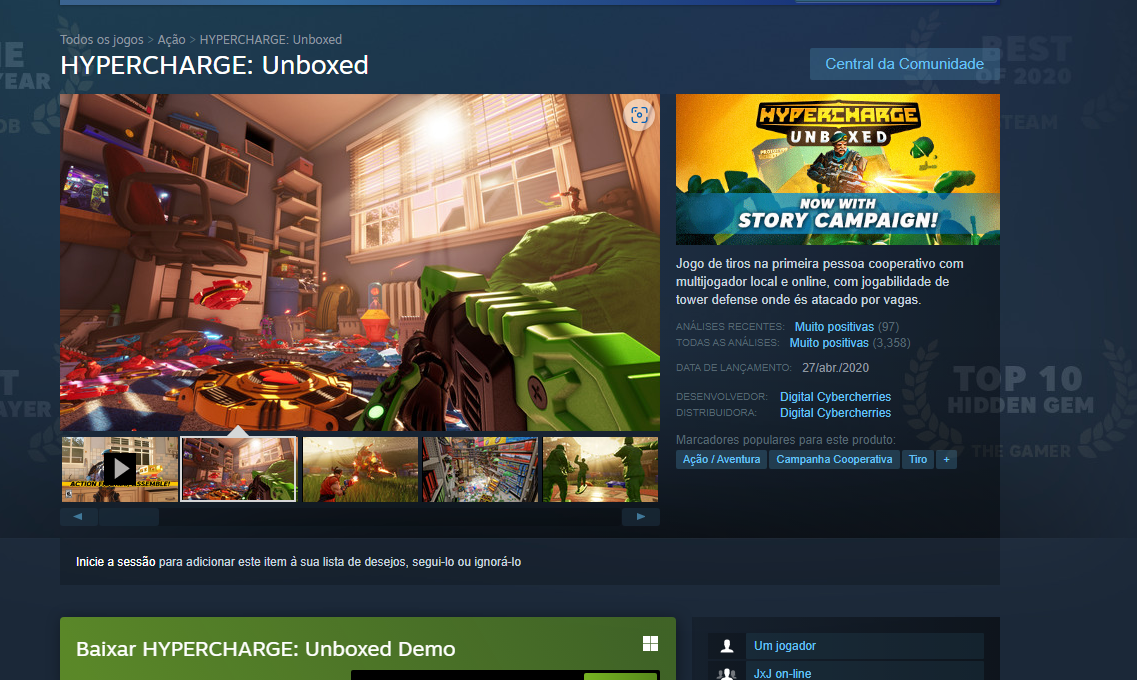 Todos os jogos > Ação > HYPERCHARGE: Unboxed
HYPERCHARGE: Unboxed
Central da Comunidade
YEAR
BEST
OF 2020
HYPERCHARGE
UNBOXED
NOW WITH
STORY CAMPAIGN!
Jogo de tiros na primeira pessoa cooperativo com
multijogador local e online, com jogabilidade de
tower defense onde és atacado por vagas.
ANÁLISES RECENTES: Muito positivas (97)
TODAS AS ANÁLISES: Muito positivas (3,358)
DATA DE LANÇAMENTO: 27/abr./2020
DESENVOLVEDOR: Digital Cybercherries
DISTRIBUIDORA: Digital Cybercherries
Marcadores populares para este produto:
Ação / Aventura Campanha Cooperativa Tiro +
TOP 10
HIDDEN GEM
THE GAMER
ACTION FIGURES, ASSEMBLE!
Inicie a sessão para adicionar este item à sua lista de desejos, segui-lo ou ignorá-lo
Baixar HYPERCHARGE: Unboxed Demo
Um jogador
JxJ on-line